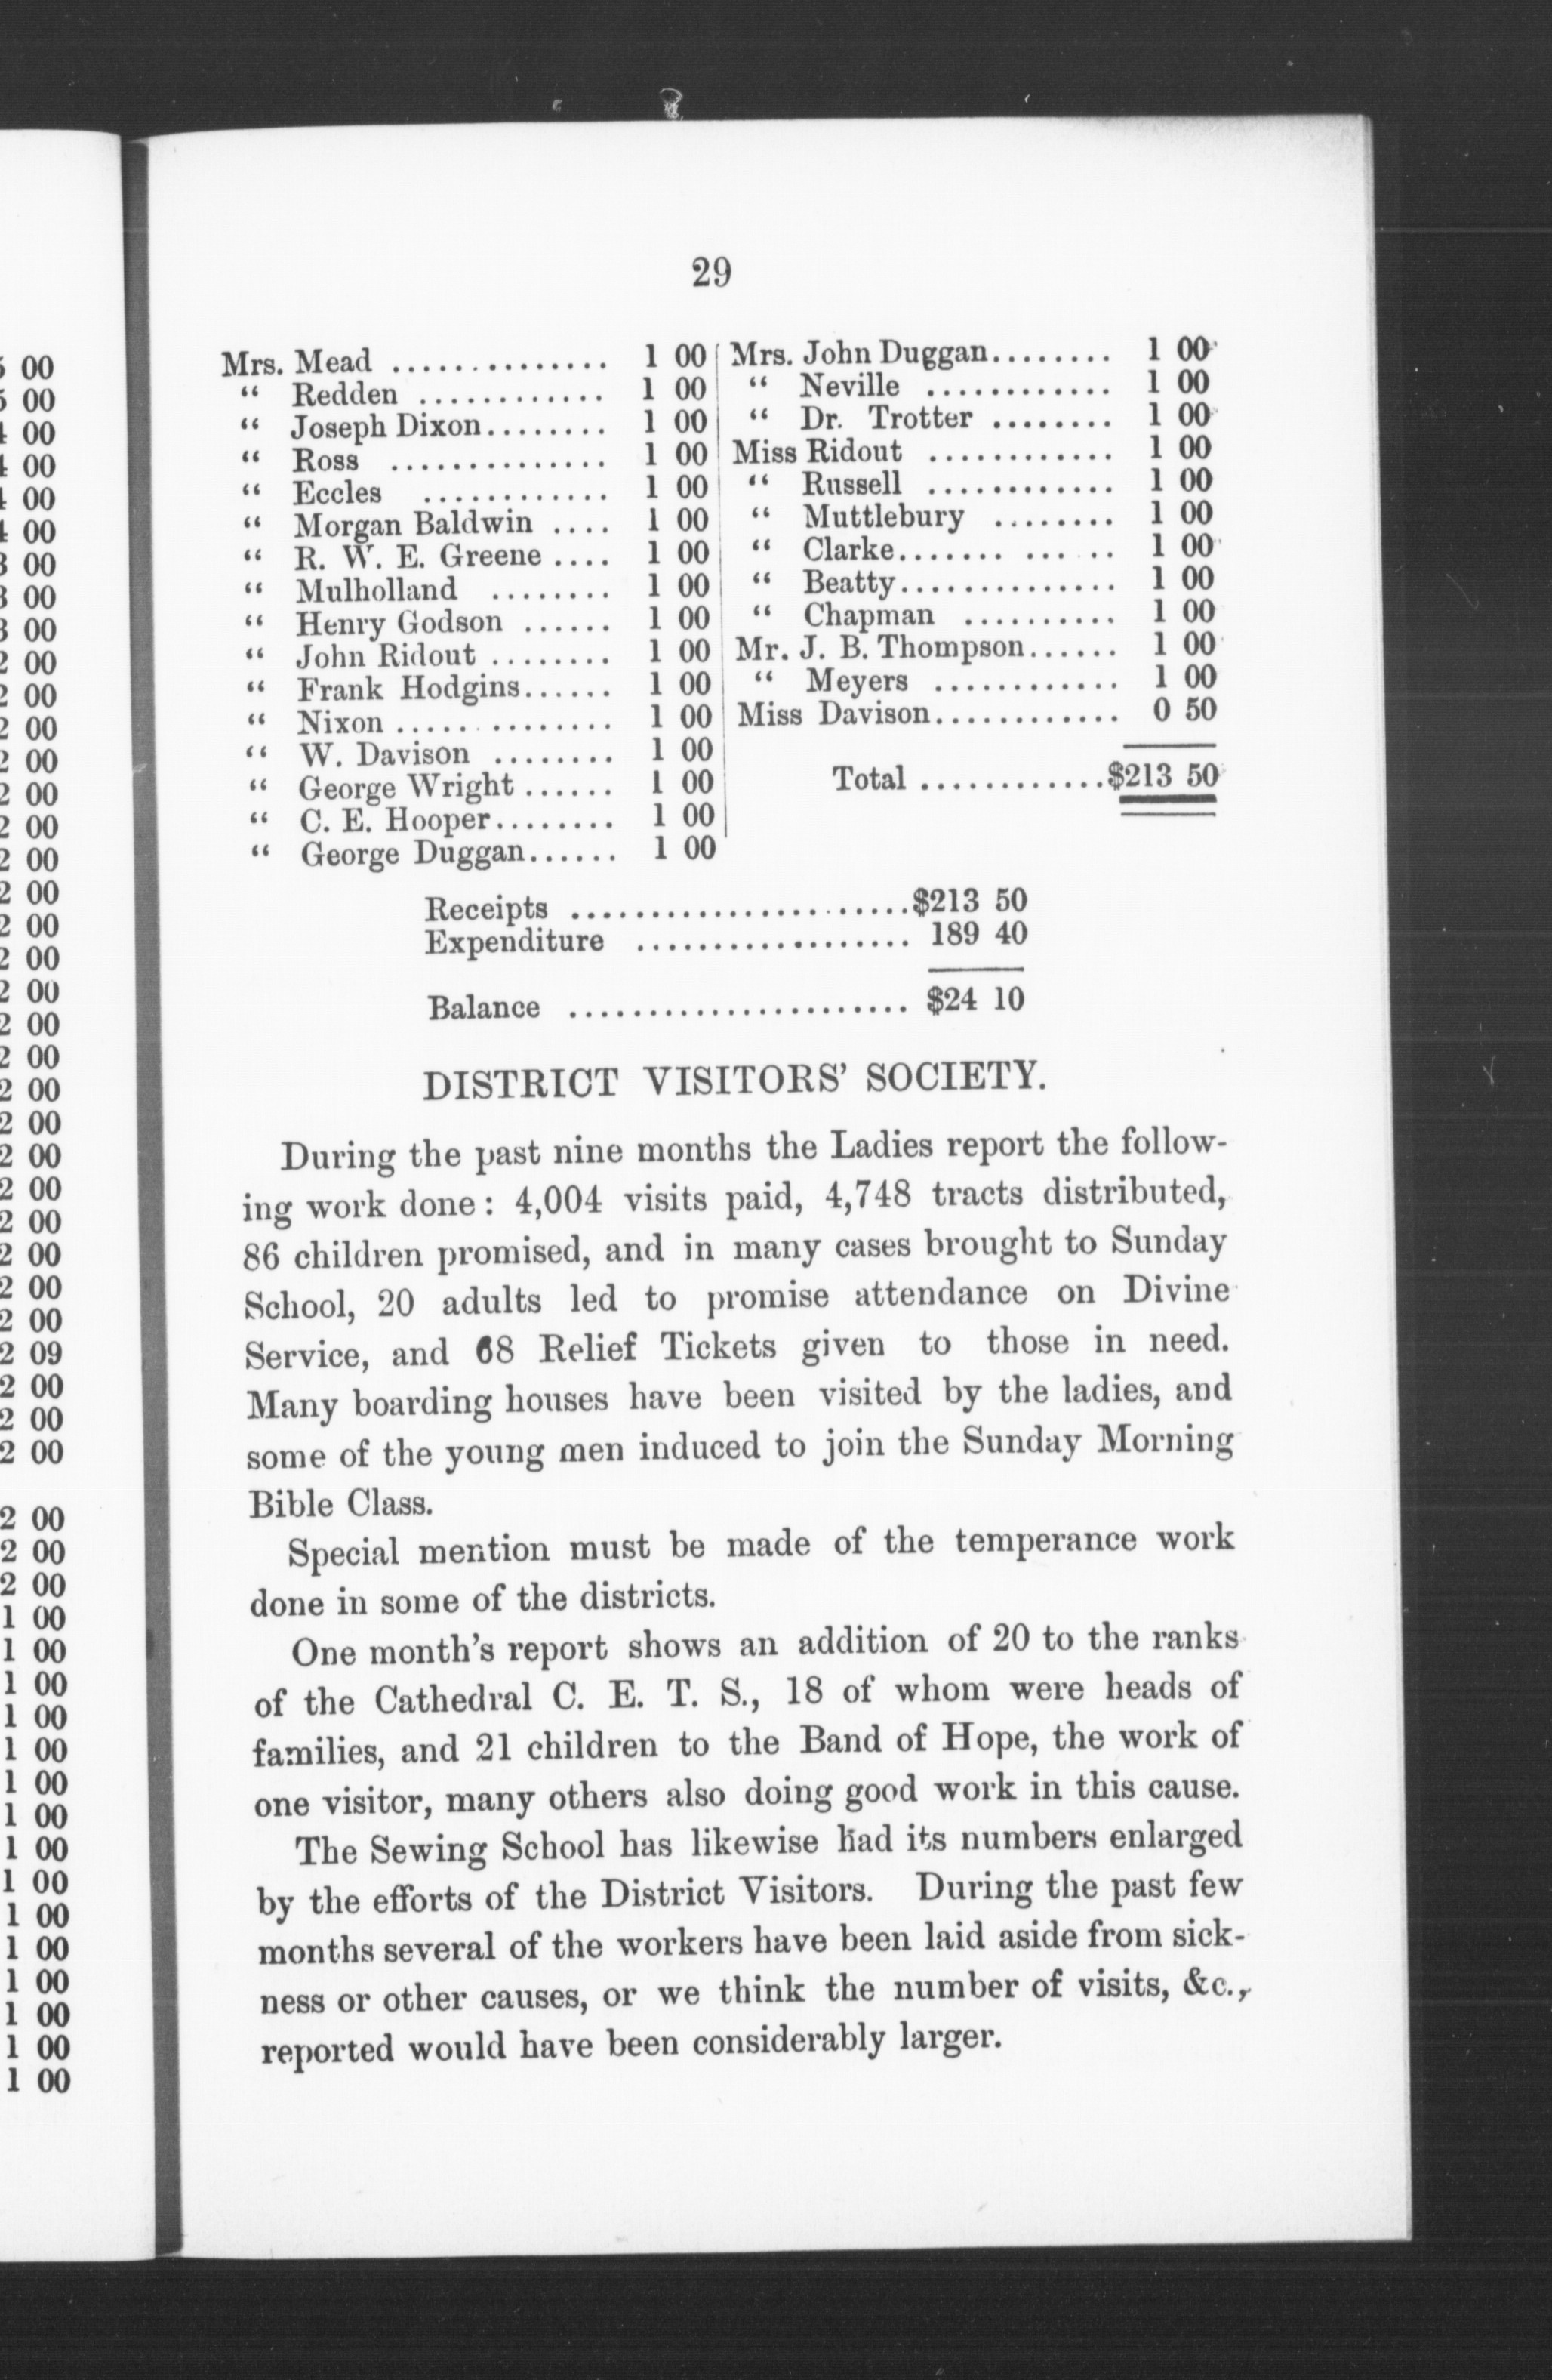 29
Mrs. Mead .............. 1 00
“ Redden ............ 1 00
“ Joseph Dixon........ 1 00
“ Ross .............. 1 00
“ Eccles ............ 1 00
“ Morgan Baldwin .... 1 00
“ R. W. E. Greene .... 1 00
“ Mulholland ........ 1 00
“ Henry Godson ...... 1 00
“ John Ridout ........ 1 00
“ Frank Hodgins...... 1 00
“ Nixon .............. 1 00
“ W. Davison ........ 1 00
“ George Wright ...... 1 00
“ C. E. Hooper........ 1 00
“ George Duggan...... 1 00
Mrs. John Duggan........ 1 00
“ Neville ............ 1 00
“ Dr. Trotter ........ 1 00
Miss Ridout ............ 1 00
“ Russell ............ 1 00
“ Muttlebury ........ 1 00
“ Clarke....... ... .. 1 00
“ Beatty.............. 1 00
“ Chapman .......... 1 00
Mr. J. B. Thompson...... 1 00
“ Meyers ............ 1 00
Miss Davison............ 0 50
Total .............$213 50
Receipts ......................$213 50
Expenditure .................. 189 40
Balance ...................... $24 10
DISTRICT VISITORS’ SOCIETY.
During the past nine months the Ladies report the follow-
ing work done: 4,004 visits paid, 4,748 tracts distributed,
86 children promised, and in many cases brought to Sunday
School, 20 adults led to promise attendance on Divine
Service, and 68 Relief Tickets given to those in need.
Many boarding houses have been visited by the ladies, and
some of the young men induced to join the Sunday Morning
Bible Class.
Special mention must be made of the temperance work
done in some of the districts.
One month’s report shows an addition of 20 to the ranks
of the Cathedral C. E. T. S., 18 of whom were heads of
families, and 21 children to the Band of Hope, the work of
one visitor, many others also doing good work in this cause.
The Sewing School has likewise had its numbers enlarged
by the efforts of the District Visitors. During the past few
months several of the workers have been laid aside from sick-
ness or other causes, or we think the number of visits, &c.,
reported would have been considerably larger.